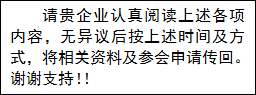 请贵企业认真阅读上述各项
内容，无异议后按上述时间及方
式，将相关资料及参会申请传回。
谢谢支持!!